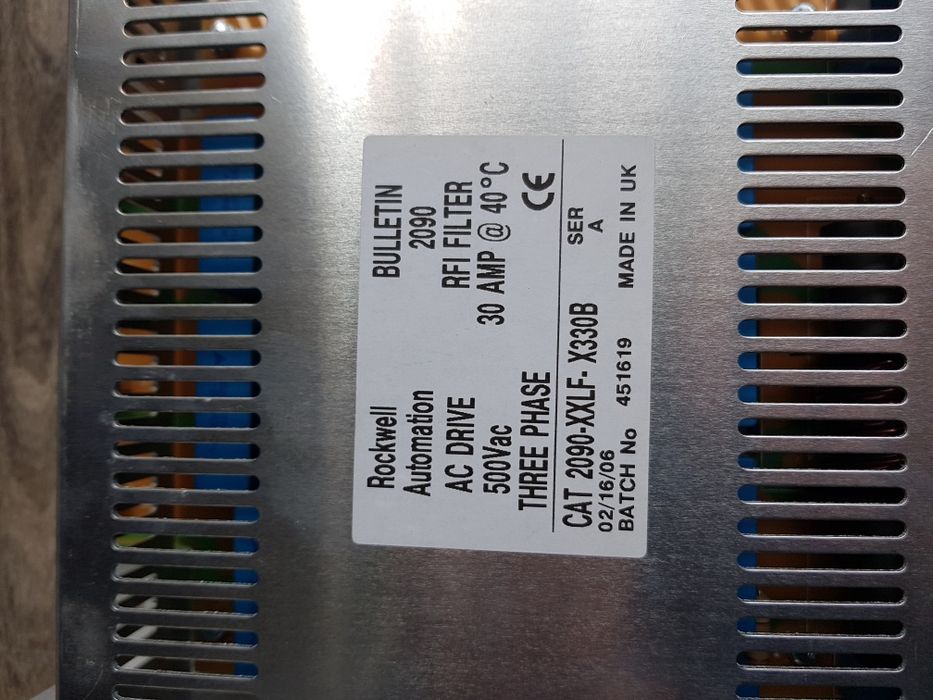 Rockwell BULLETIN
Automation 2090
AC DRIVE RFI FILTER
500Vac 30 AMP @ 40°C
THREE PHASE CE
CAT 2090-XXLF- X330B SER
02/16/06 A
BATCH No 451619 MADE IN UK